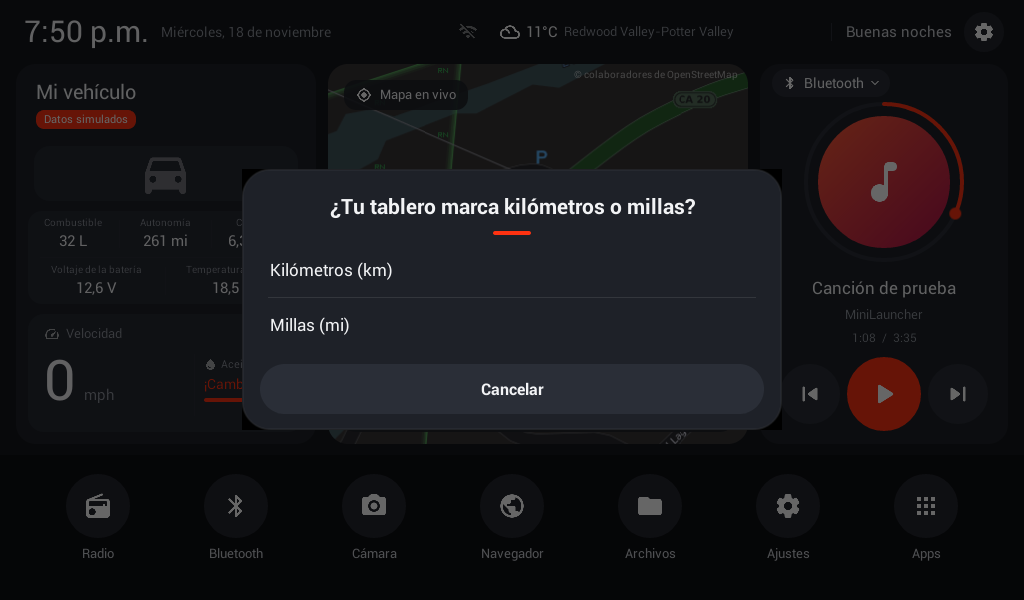 7:50 p.m.
Miércoles, 18 de noviembre
11°C
Redwood Valley-Potter Valley
Buenas noches
Mi vehículo
Datos simulados
Combustible
32 L
Autonomía
261 mi
Voltaje de la batería
12,6 V
18,5
Velocidad
0 mph
RN
© colaboradores de OpenStreetMap
Mapa en vivo
CA 20
RN
RN
P
¿Tu tablero marca kilómetros o millas?
Kilómetros (km)
Millas (mi)
Cancelar
Bluetooth
Canción de prueba
MiniLauncher
1:08 / 3:35
Radio
Bluetooth
Cámara
Navegador
Archivos
Ajustes
Apps